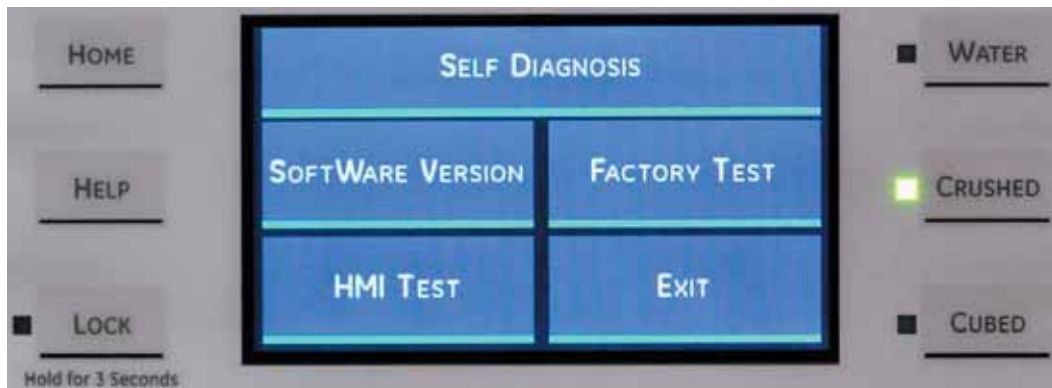 HOME
SELF DIAGNOSIS
WATER
HELP
SOFTWARE VERSION
FACTORY TEST
CRUSHED
LOCK
HMI TEST
EXIT
CUBED
Hold for 3 Seconds